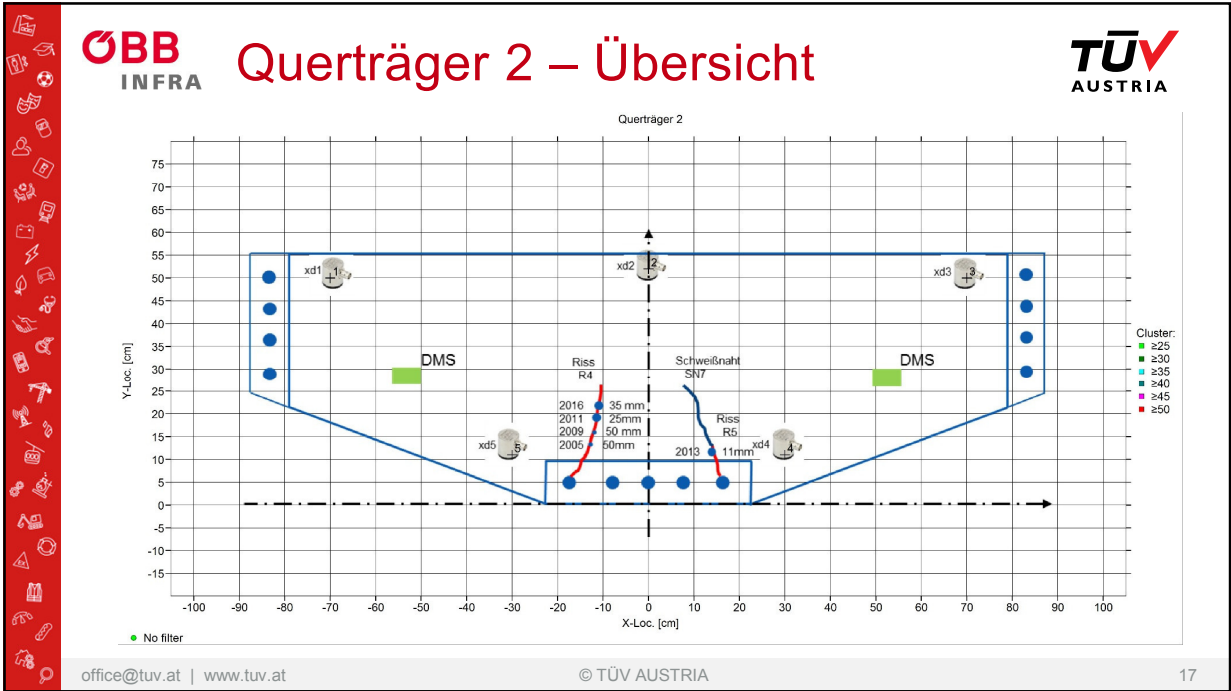 ÖBB
INFRA
Querträger 2 – Übersicht
TÜV
AUSTRIA
Querträger 2
75
70
65
60
55
50
45
40
35
30
25
20
15
10
5
0
-5
-10
-15
Y-Loc. [cm]
xd1 1
xd2 2
xd3 3
DMS
DMS
Riss
R4
Schweißnaht
SN7
2016 35 mm
2011 25mm
2009 50 mm
2005 50mm
Riss
R5
2013 11mm
xd5 5
xd4 4
Cluster:
≥25
≥30
≥35
≥40
≥45
≥50
-100 -90 -80 -70 -60 -50 -40 -30 -20 -10 0 10 20 30 40 50 60 70 80 90 100
X-Loc. [cm]
No filter
office@tuv.at | www.tuv.at
© TÜV AUSTRIA
17